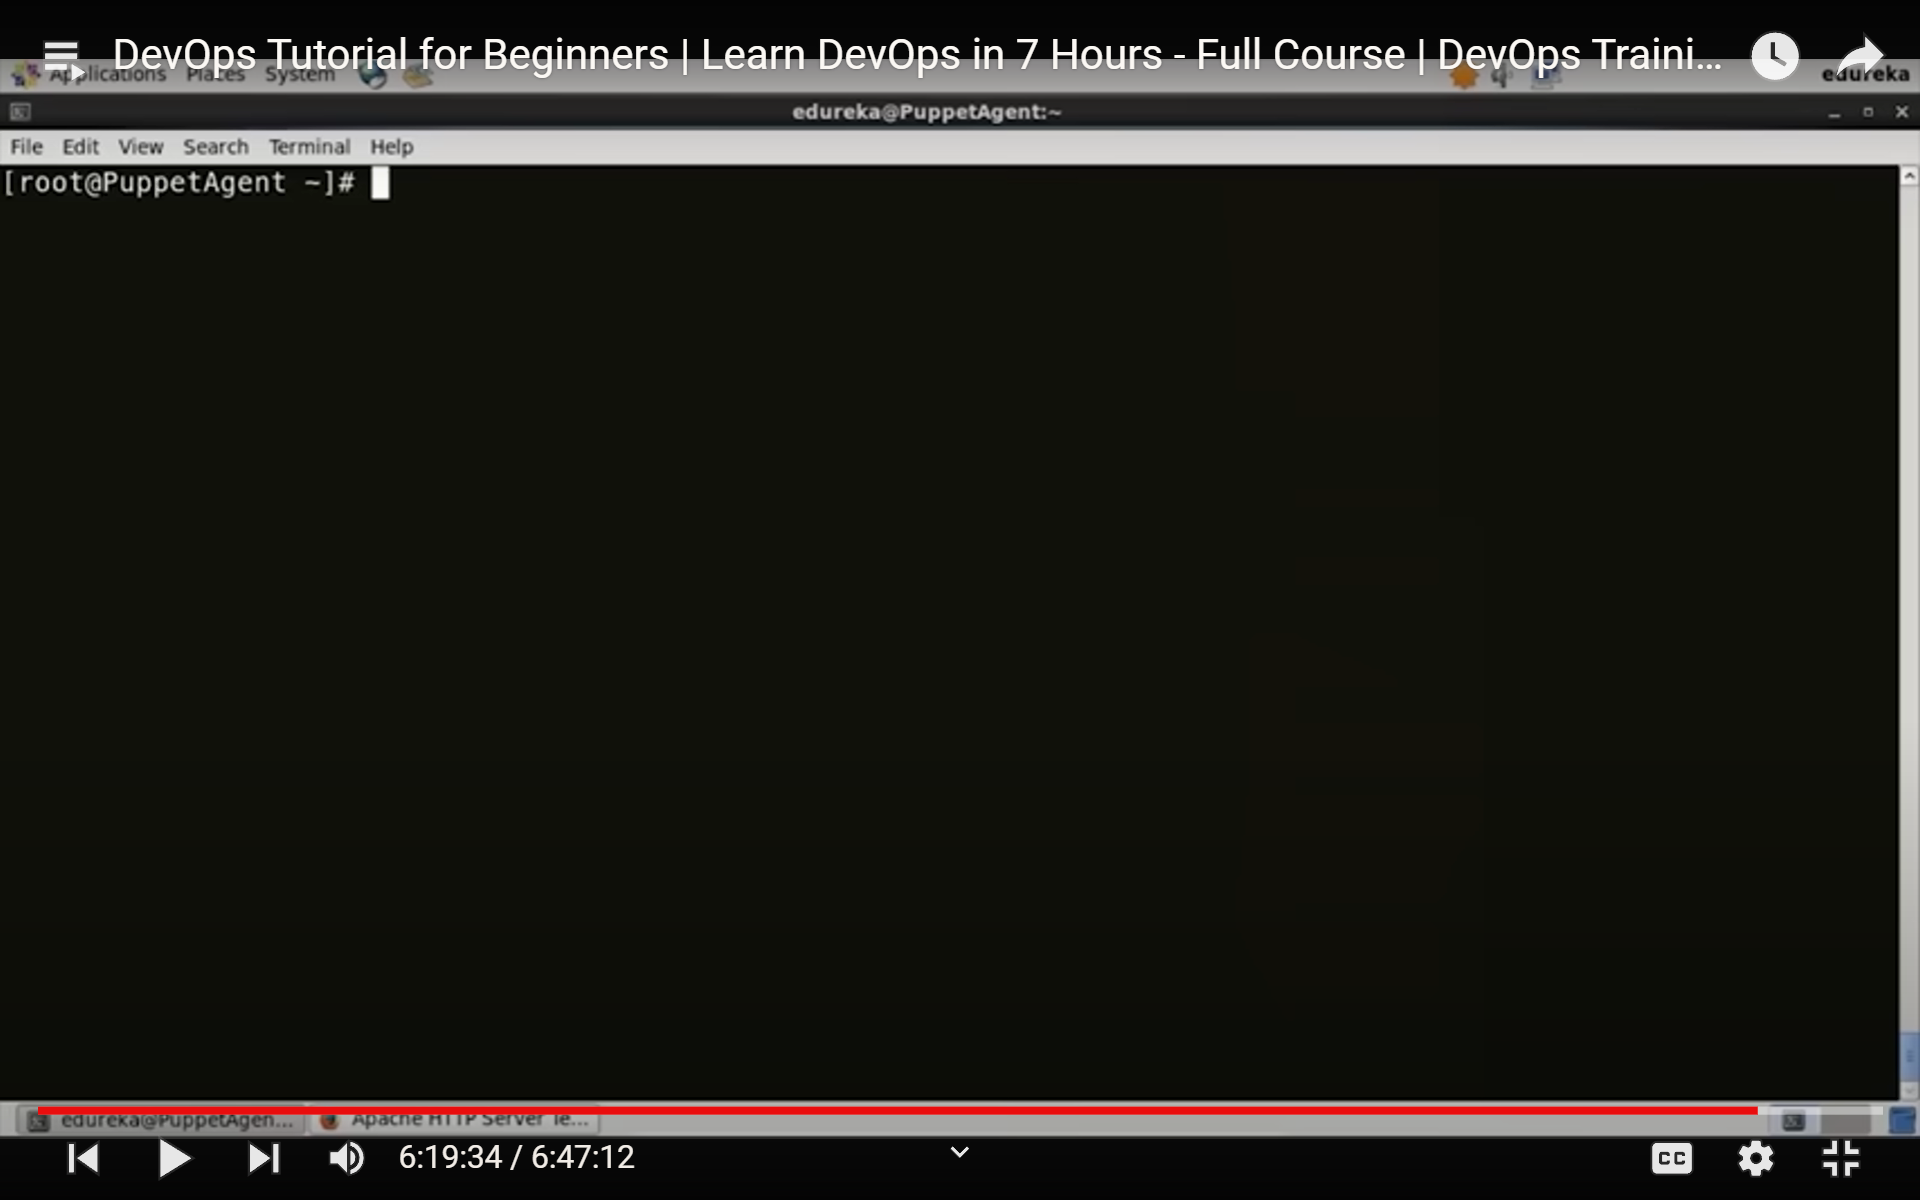 DevOps Tutorial for Beginners | Learn DevOps in 7 Hours - Full Course | DevOps Traini...
Applications Places System edureka
edureka@PuppetAgent:~
File Edit View Search Terminal Help
[root@PuppetAgent ~]#
edureka@PuppetAgen... Apache HTTP Server Te...
6:19:34 / 6:47:12
CC